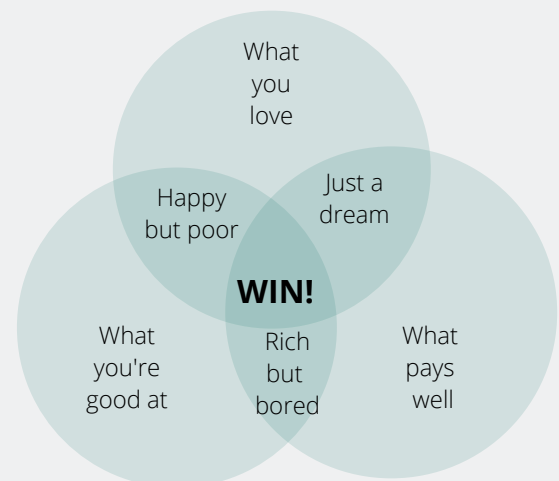 What
you
love
Happy
but poor
Just a
dream
WIN!
What
you're
good at
Rich
but
bored
What
pays
well